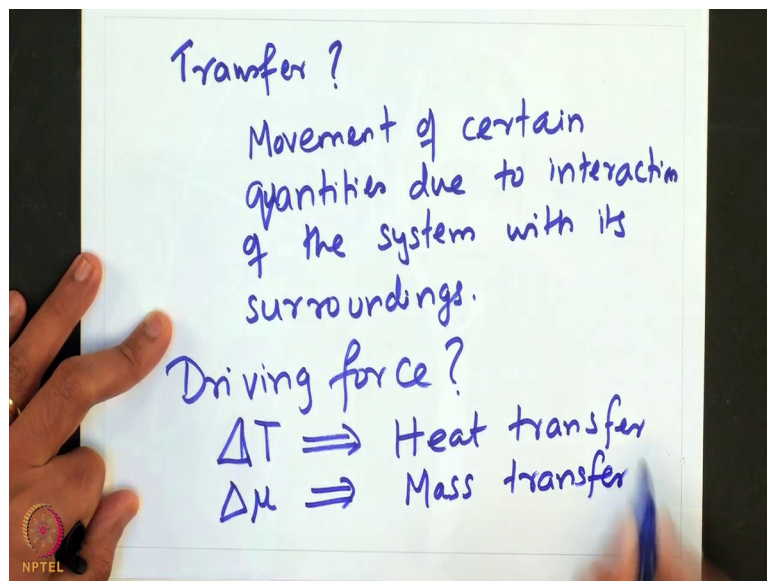 Transfer?
Movement of certain
quantities due to interaction
of the system with its
surroundings.
Driving force?
ΔT ⟹ Heat transfer
Δμ ⟹ Mass transfer
NPTEL